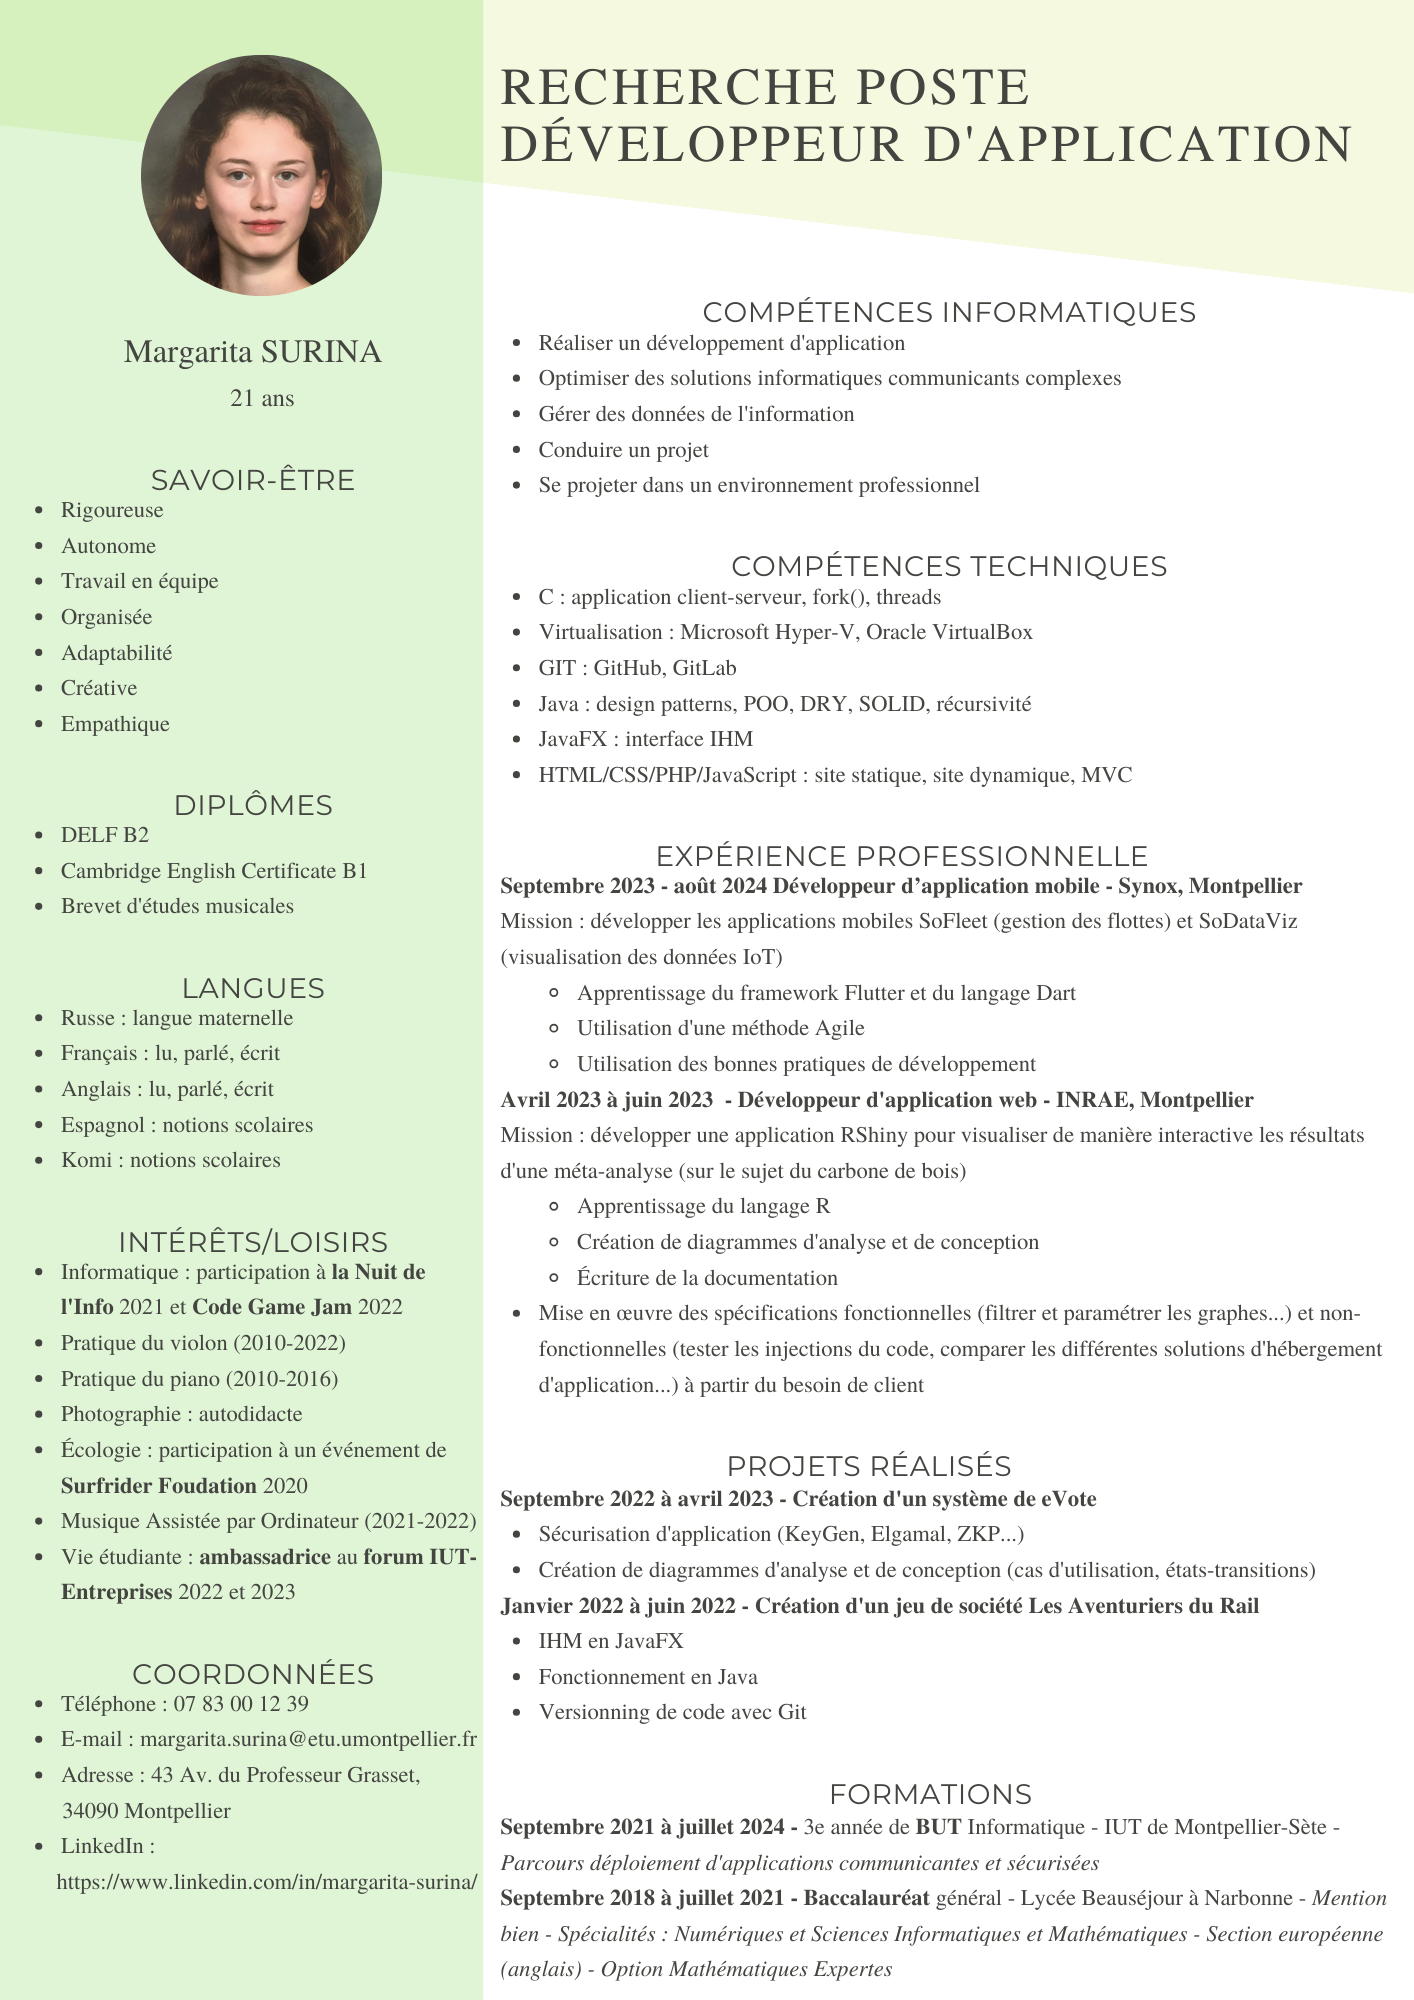 RECHERCHE POSTE
DÉVELOPPEUR D'APPLICATION
Margarita SURINA
21 ans
SAVOIR-ÊTRE
Rigoureuse
Autonome
Travail en équipe
Organisée
Adaptabilité
Créative
Empathique
DIPLÔMES
DELF B2
Cambridge English Certificate B1
Brevet d'études musicales
LANGUES
Russe : langue maternelle
Français : lu, parlé, écrit
Anglais : lu, parlé, écrit
Espagnol : notions scolaires
Komi : notions scolaires
INTÉRÊTS/LOISIRS
Informatique : participation à la Nuit de
l'Info 2021 et Code Game Jam 2022
Pratique du violon (2010-2022)
Pratique du piano (2010-2016)
Photographie : autodidacte
Écologie : participation à un événement de
Surfrider Foudation 2020
Musique Assistée par Ordinateur (2021-2022)
Vie étudiante : ambassadrice au forum IUT-
Entreprises 2022 et 2023
COORDONNÉES
Téléphone : 07 83 00 12 39
E-mail : margarita.surina@etu.umontpellier.fr
Adresse : 43 Av. du Professeur Grasset,
34090 Montpellier
LinkedIn :
https://www.linkedin.com/in/margarita-surina/
COMPÉTENCES INFORMATIQUES
Réaliser un développement d'application
Optimiser des solutions informatiques communicants complexes
Gérer des données de l'information
Conduire un projet
Se projeter dans un environnement professionnel
COMPÉTENCES TECHNIQUES
C : application client-serveur, fork(), threads
Virtualisation : Microsoft Hyper-V, Oracle VirtualBox
GIT : GitHub, GitLab
Java : design patterns, POO, DRY, SOLID, récursivité
JavaFX : interface IHM
HTML/CSS/PHP/JavaScript : site statique, site dynamique, MVC
EXPÉRIENCE PROFESSIONNELLE
Septembre 2023 - août 2024 Développeur d’application mobile - Synox, Montpellier
Mission : développer les applications mobiles SoFleet (gestion des flottes) et SoDataViz
(visualisation des données IoT)
Apprentissage du framework Flutter et du langage Dart
Utilisation d'une méthode Agile
Utilisation des bonnes pratiques de développement
Avril 2023 à juin 2023 - Développeur d'application web - INRAE, Montpellier
Mission : développer une application RShiny pour visualiser de manière interactive les résultats
d'une méta-analyse (sur le sujet du carbone de bois)
Apprentissage du langage R
Création de diagrammes d'analyse et de conception
Écriture de la documentation
Mise en œuvre des spécifications fonctionnelles (filtrer et paramétrer les graphes...) et non-
fonctionnelles (tester les injections du code, comparer les différentes solutions d'hébergement
d'application...) à partir du besoin de client
PROJETS RÉALISÉS
Septembre 2022 à avril 2023 - Création d'un système de eVote
Sécurisation d'application (KeyGen, Elgamal, ZKP...)
Création de diagrammes d'analyse et de conception (cas d'utilisation, états-transitions)
Janvier 2022 à juin 2022 - Création d'un jeu de société Les Aventuriers du Rail
IHM en JavaFX
Fonctionnement en Java
Versionning de code avec Git
FORMATIONS
Septembre 2021 à juillet 2024 - 3e année de BUT Informatique - IUT de Montpellier-Sète -
Parcours déploiement d'applications communicantes et sécurisées
Septembre 2018 à juillet 2021 - Baccalauréat général - Lycée Beauséjour à Narbonne - Mention
bien - Spécialités : Numériques et Sciences Informatiques et Mathématiques - Section européenne
(anglais) - Option Mathématiques Expertes